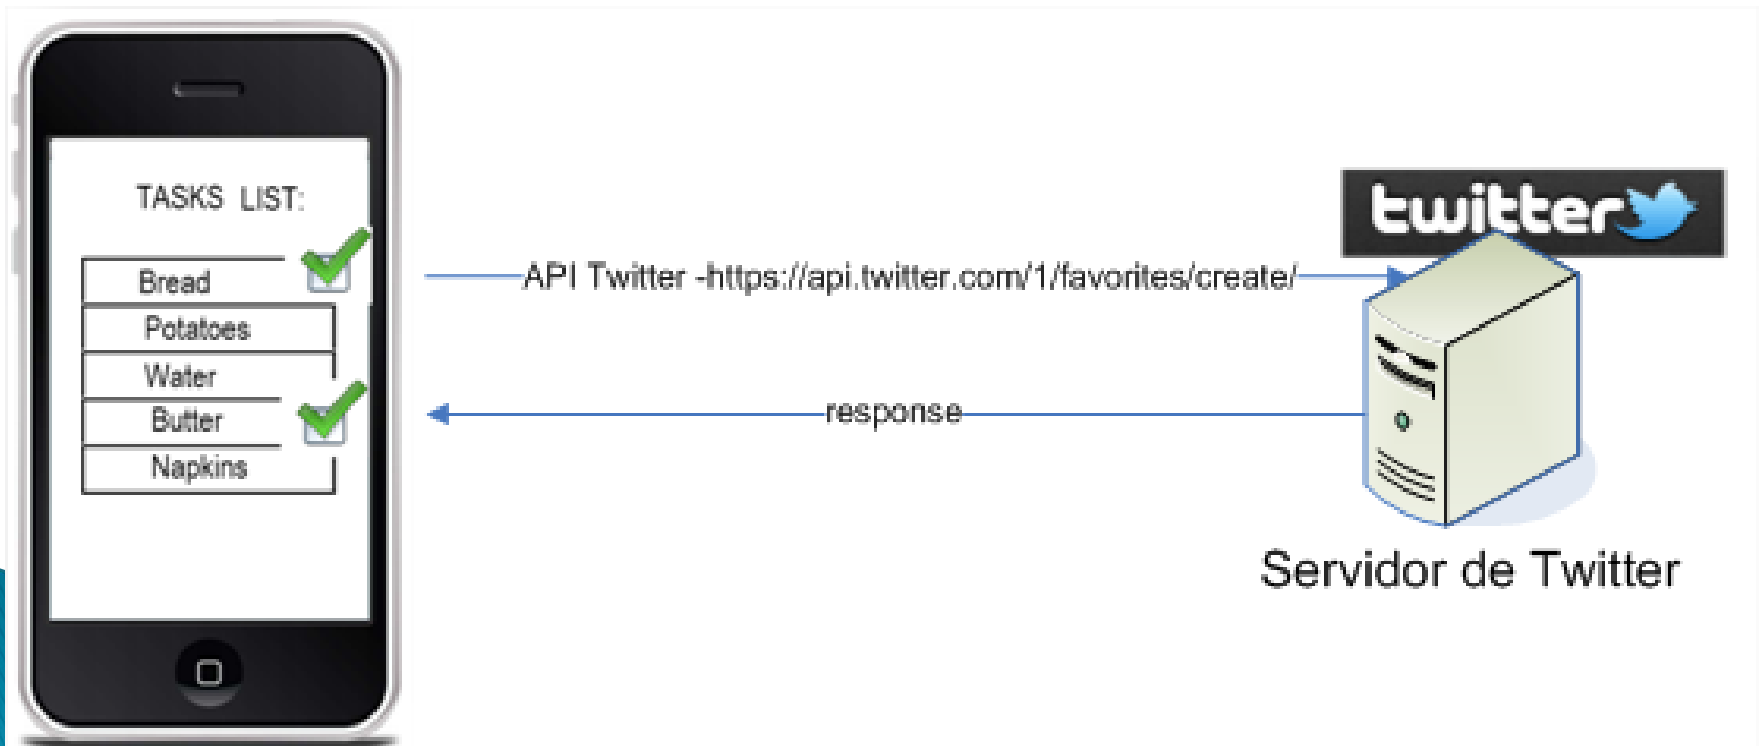 TASKS LIST:
Bread
Potatoes
Water
Butter
Napkins
API Twitter -https://api.twitter.com/1/favorites/create/
response
twitter
Servidor de Twitter